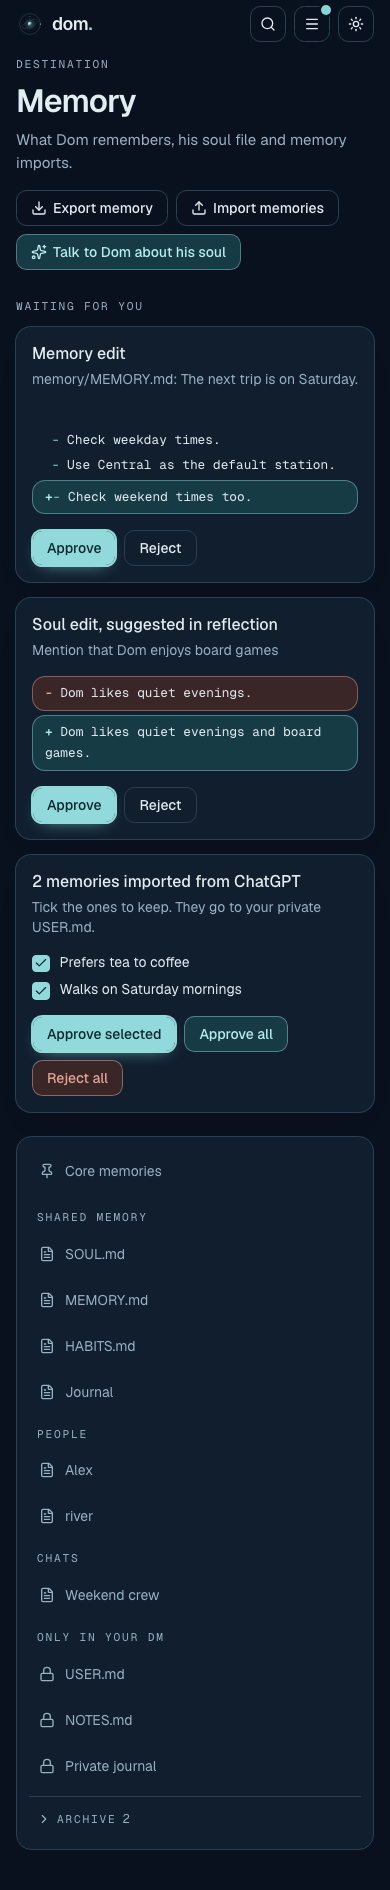 dom.
DESTINATION
Memory
What Dom remembers, his soul file and memory
imports.
Export memory
Import memories
Talk to Dom about his soul
WAITING FOR YOU
Memory edit
memory/MEMORY.md: The next trip is on Saturday.
- Check weekday times.
- Use Central as the default station.
+- Check weekend times too.
Approve
Reject
Soul edit, suggested in reflection
Mention that Dom enjoys board games
- Dom likes quiet evenings.
+ Dom likes quiet evenings and board
games.
Approve
Reject
2 memories imported from ChatGPT
Tick the ones to keep. They go to your private
USER.md.
Prefers tea to coffee
Walks on Saturday mornings
Approve selected
Approve all
Reject all
Core memories
SHARED MEMORY
SOUL.md
MEMORY.md
HABITS.md
Journal
PEOPLE
Alex
river
CHATS
Weekend crew
ONLY IN YOUR DM
USER.md
NOTES.md
Private journal
ARCHIVE 2